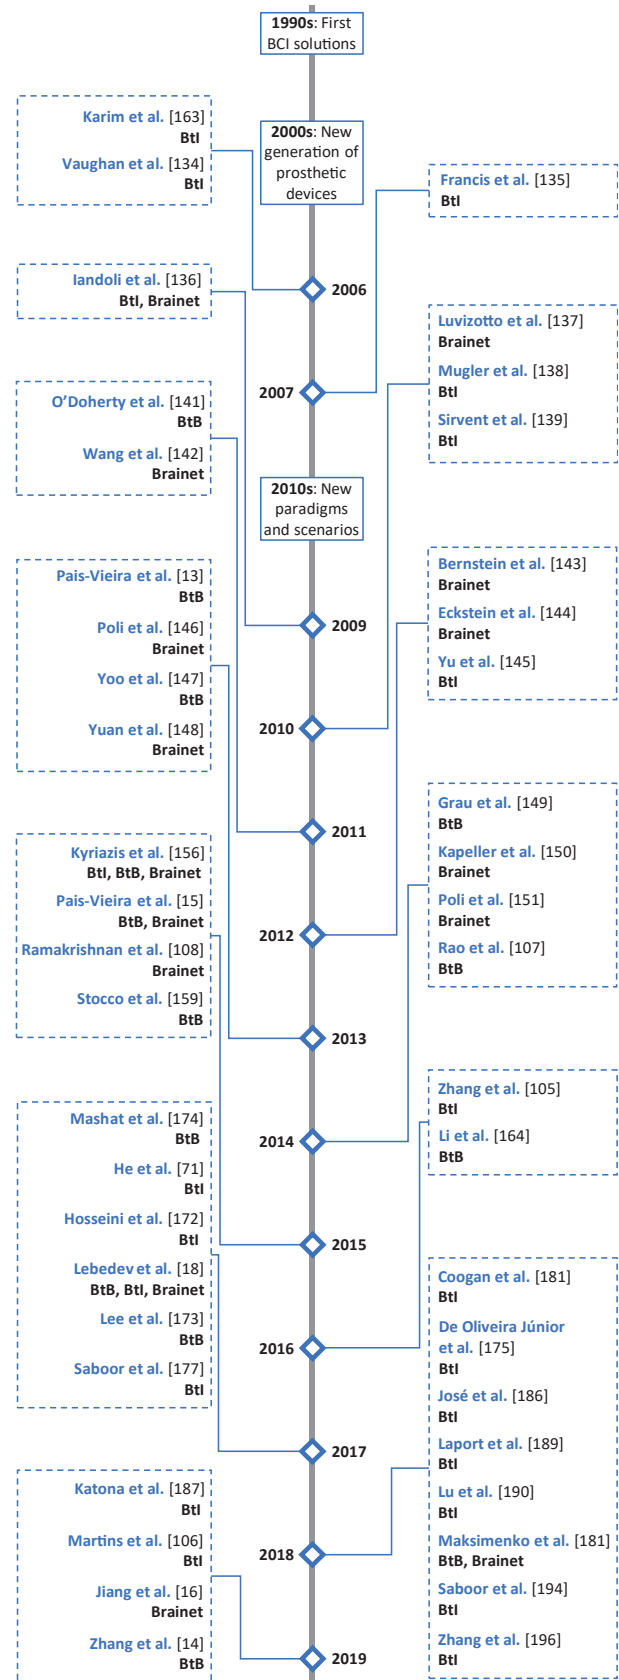 1990s: First
BCI solutions
Karim et al. [163]
BtI
Vaughan et al. [134]
BtI
2000s: New
generation of
prosthetic
devices
Francis et al. [135]
BtI
Iandoli et al. [136]
BtI, Brainet
2006
Luvizotto et al. [137]
Brainet
Mugler et al. [138]
BtI
Sirvent et al. [139]
BtI
2007
O'Doherty et al. [141]
BtB
Wang et al. [142]
Brainet
2010s: New
paradigms
and scenarios
Pais-Vieira et al. [13]
BtB
Poli et al. [146]
Brainet
Yoo et al. [147]
BtB
Yuan et al. [148]
Brainet
Bernstein et al. [143]
Brainet
Eckstein et al. [144]
Brainet
Yu et al. [145]
BtI
2009
2010
Grau et al. [149]
BtB
Kapeller et al. [150]
Brainet
Poli et al. [151]
Brainet
Rao et al. [107]
BtB
2011
Kyriazis et al. [156]
BtI, BtB, Brainet
Pais-Vieira et al. [15]
BtB, Brainet
Ramakrishnan et al. [108]
Brainet
Stocco et al. [159]
BtB
2012
2013
Zhang et al. [105]
BtI
Li et al. [164]
BtB
2014
Mashat et al. [174]
BtB
He et al. [71]
BtI
Hosseini et al. [172]
BtI
Lebedev et al. [18]
BtB, BtI, Brainet
Lee et al. [173]
BtB
Saboor et al. [177]
BtI
2015
2016
Coogan et al. [181]
BtI
De Oliveira Júnior
et al. [175]
BtI
José et al. [186]
BtI
Laport et al. [189]
BtI
Lu et al. [190]
BtI
Maksimenko et al. [181]
BtB, Brainet
Saboor et al. [194]
BtI
Zhang et al. [196]
BtI
2017
Katona et al. [187]
BtI
Martins et al. [106]
BtI
Jiang et al. [16]
Brainet
Zhang et al. [14]
BtB
2018
2019